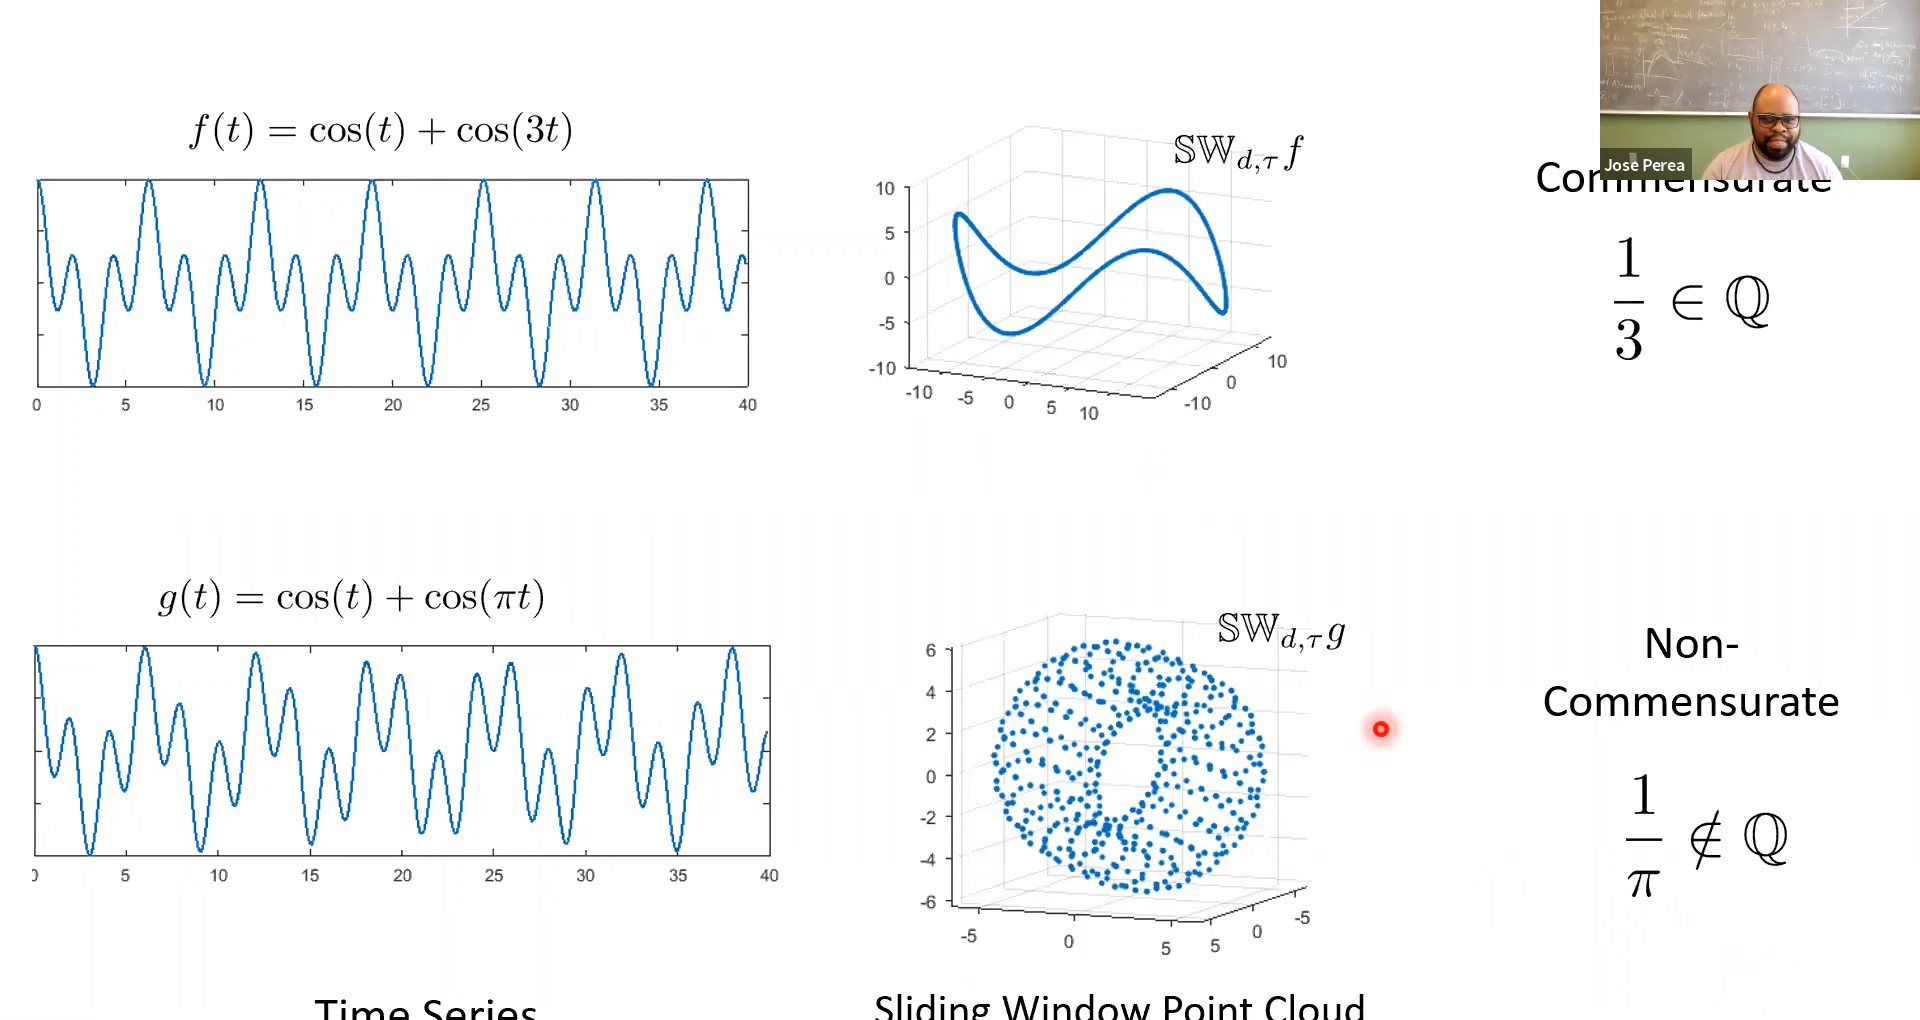 Jose Perea
f(t) = cos(t) + cos(3t)
𝕊𝕎_{d,τ} f
Commensurate
10
5
0
-5
-10
-10 -5 0 5 10
-10 0 10
0 5 10 15 20 25 30 35 40
1/3 ∈ ℚ
g(t) = cos(t) + cos(πt)
𝕊𝕎_{d,τ} g
Non-
Commensurate
6
4
2
0
-2
-4
-6
-5 0 5
5 0 -5
0 5 10 15 20 25 30 35 40
1/π ∉ ℚ
Time Series
Sliding Window Point Cloud